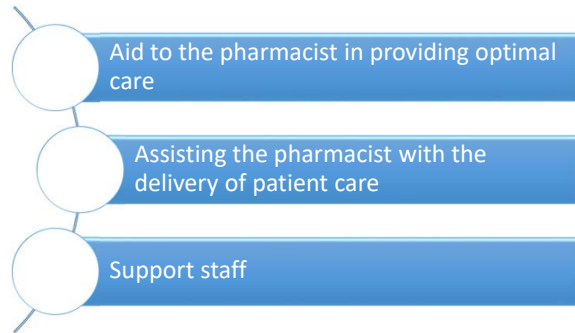 Aid to the pharmacist in providing optimal
care
Assisting the pharmacist with the
delivery of patient care
Support staff